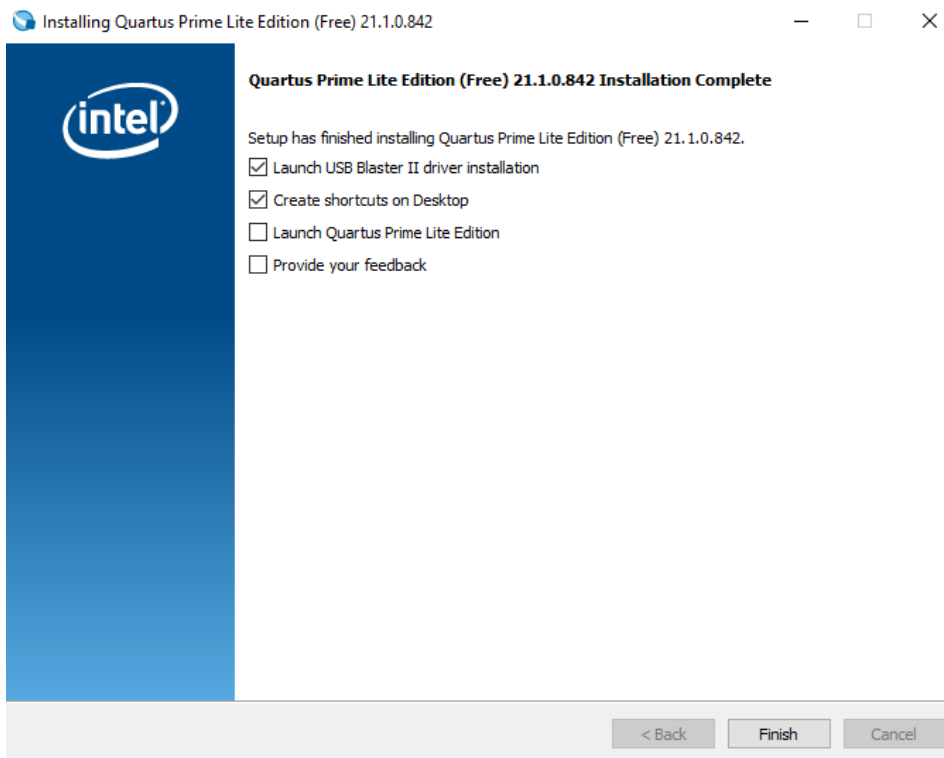 Installing Quartus Prime Lite Edition (Free) 21.1.0.842
intel
Quartus Prime Lite Edition (Free) 21.1.0.842 Installation Complete
Setup has finished installing Quartus Prime Lite Edition (Free) 21.1.0.842.
Launch USB Blaster II driver installation
Create shortcuts on Desktop
Launch Quartus Prime Lite Edition
Provide your feedback
< Back Finish Cancel